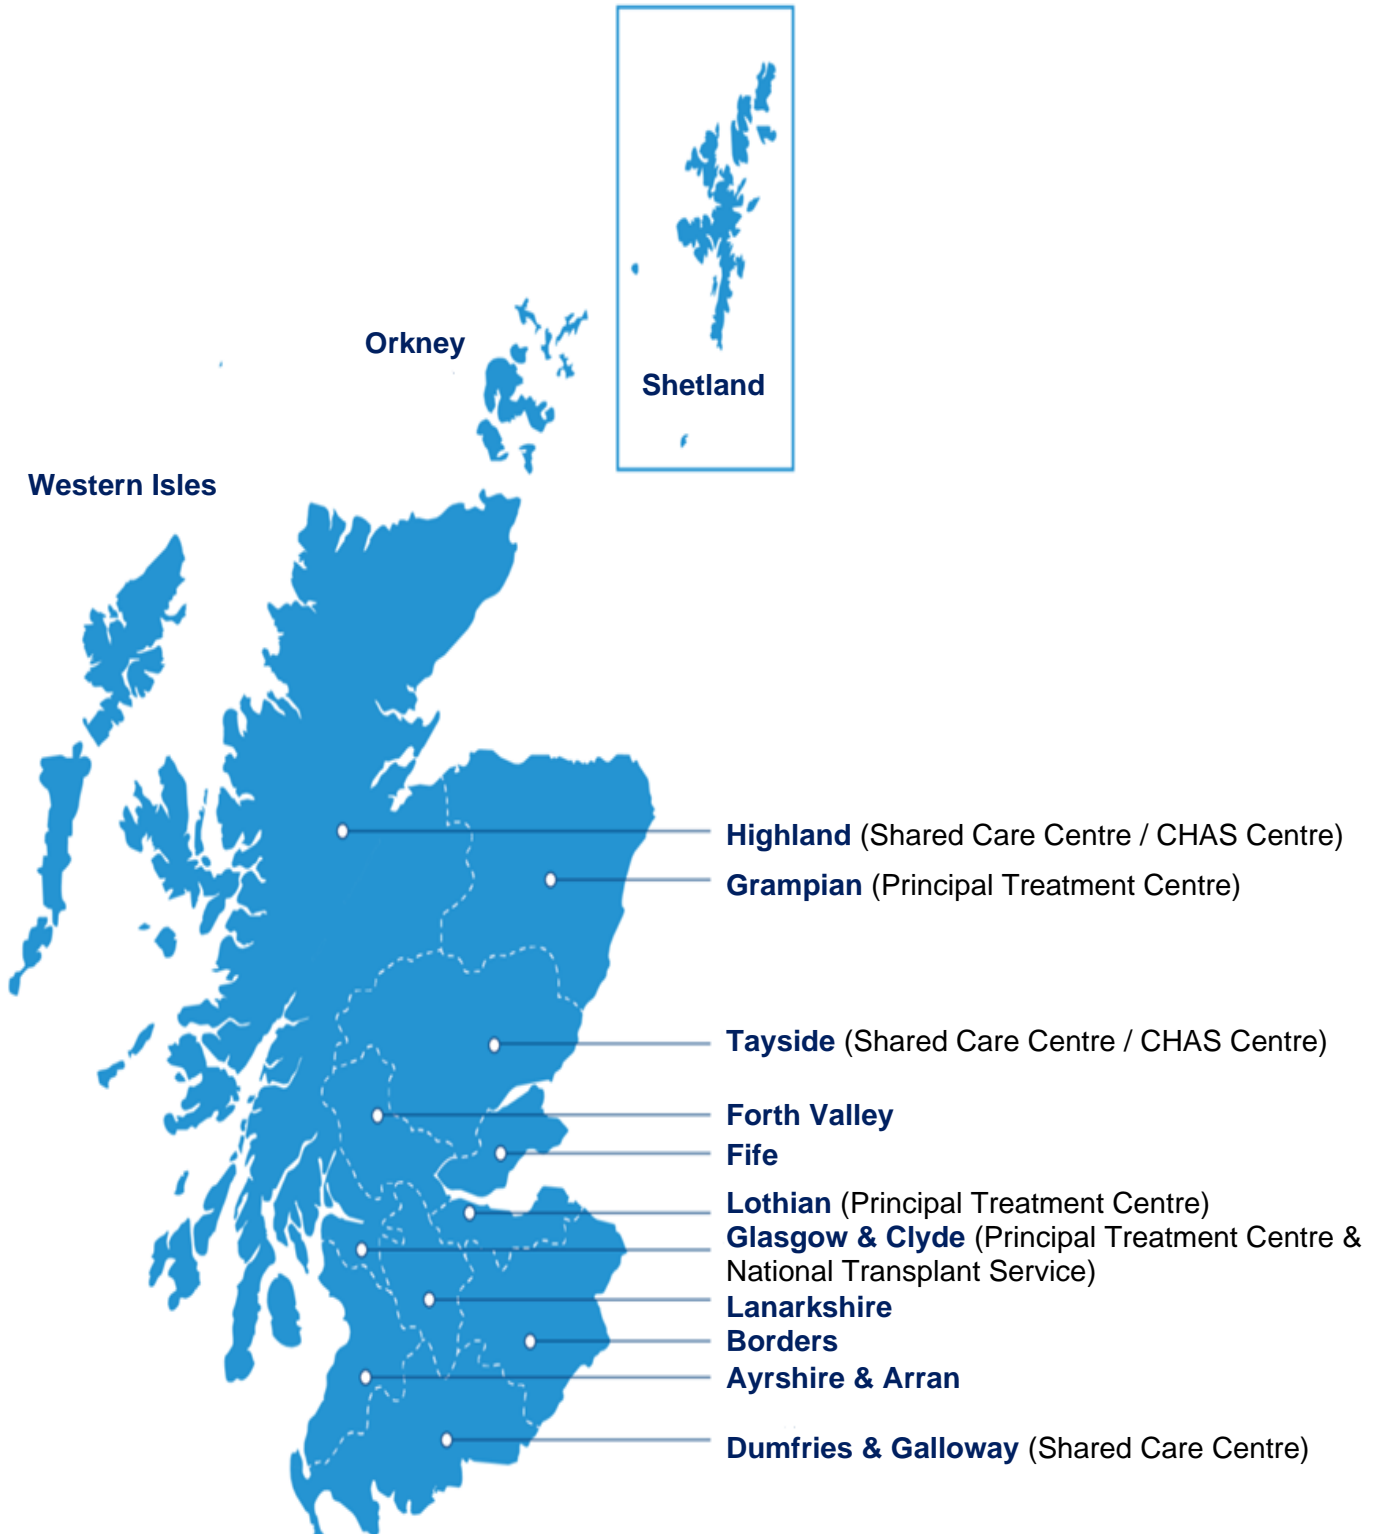 Orkney
Shetland
Western Isles
Highland (Shared Care Centre / CHAS Centre)
Grampian (Principal Treatment Centre)
Tayside (Shared Care Centre / CHAS Centre)
Forth Valley
Fife
Lothian (Principal Treatment Centre)
Glasgow & Clyde (Principal Treatment Centre &
National Transplant Service)
Lanarkshire
Borders
Ayrshire & Arran
Dumfries & Galloway (Shared Care Centre)